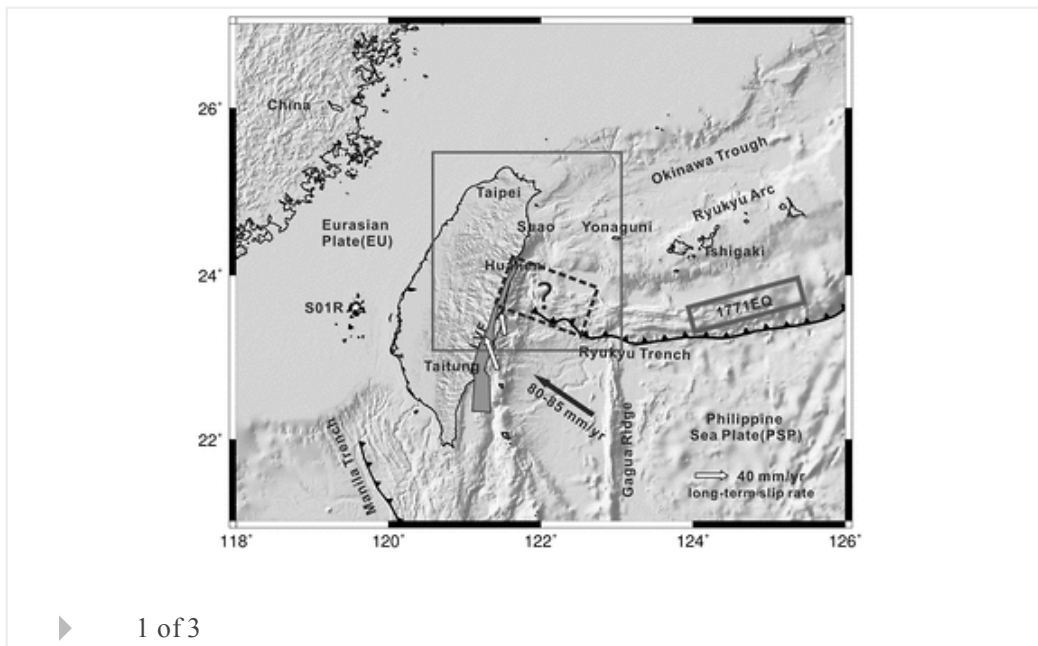 26°
24°
22°
China
Okinawa Trough
Taipei
Ryukyu Arc
Suao
Yonaguni
Eurasian
Plate(EU)
Ishigaki
Hualien
S01R
?
1771EQ
Ryukyu Trench
LVF
Taitung
80-85 mm/yr
Philippine
Sea Plate(PSP)
Gagua Ridge
Manila Trench
40 mm/yr
long-term slip rate
118°
120°
122°
124°
126°
1 of 3